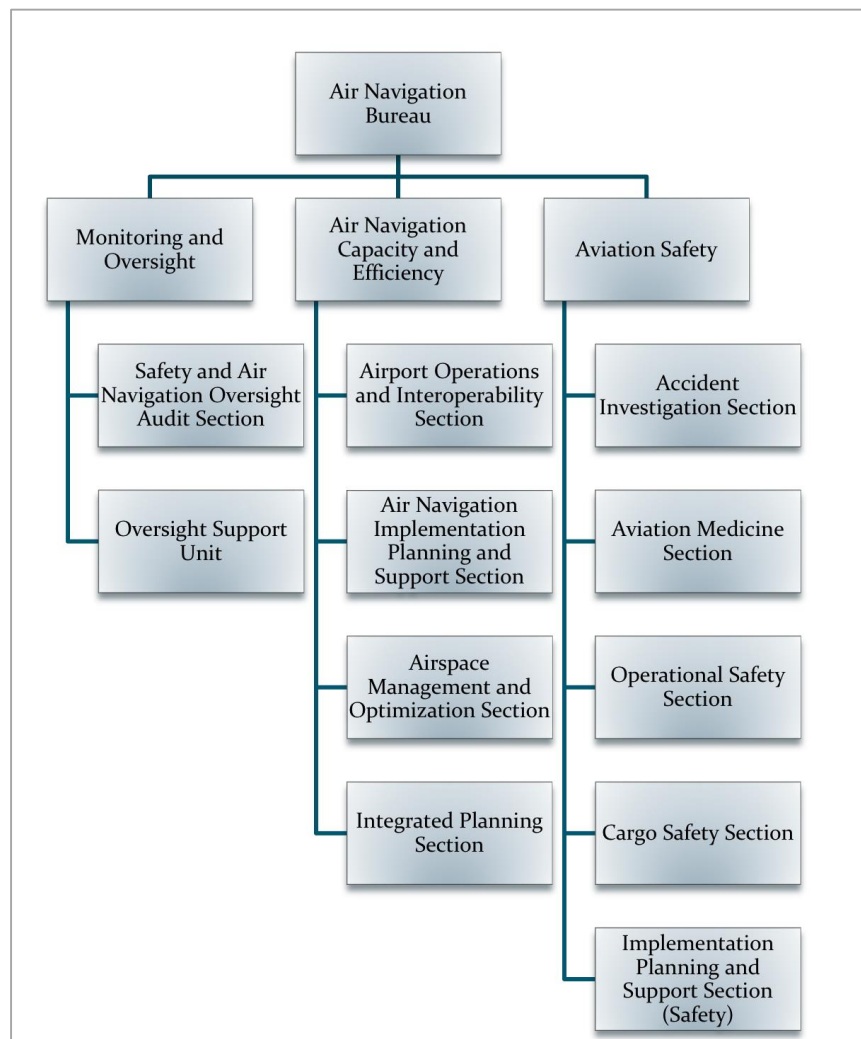 Air Navigation
Bureau
Monitoring and
Oversight
Air Navigation
Capacity and
Efficiency
Aviation Safety
Safety and Air
Navigation Oversight
Audit Section
Oversight Support
Unit
Airport Operations
and Interoperability
Section
Air Navigation
Implementation
Planning and
Support Section
Airspace
Management and
Optimization Section
Integrated Planning
Section
Accident
Investigation Section
Aviation Medicine
Section
Operational Safety
Section
Cargo Safety Section
Implementation
Planning and
Support Section
(Safety)